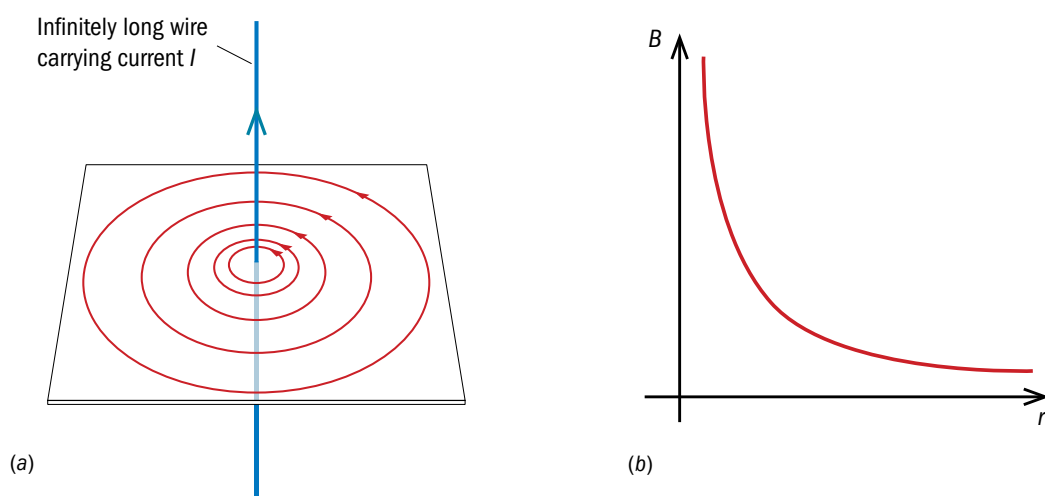 Infinitely long wire
carrying current I
(a)
B
r
(b)